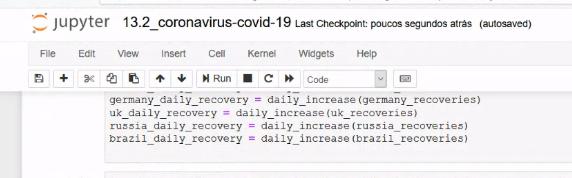 jupyter 13.2_coronavirus-covid-19 Last Checkpoint: poucos segundos atrás (autosaved)
File Edit View Insert Cell Kernel Widgets Help
Run Code
germany_daily_recovery = daily_increase(germany_recoveries)
uk_daily_recovery = daily_increase(uk_recoveries)
russia_daily_recovery = daily_increase(russia_recoveries)
brazil_daily_recovery = daily_increase(brazil_recoveries)